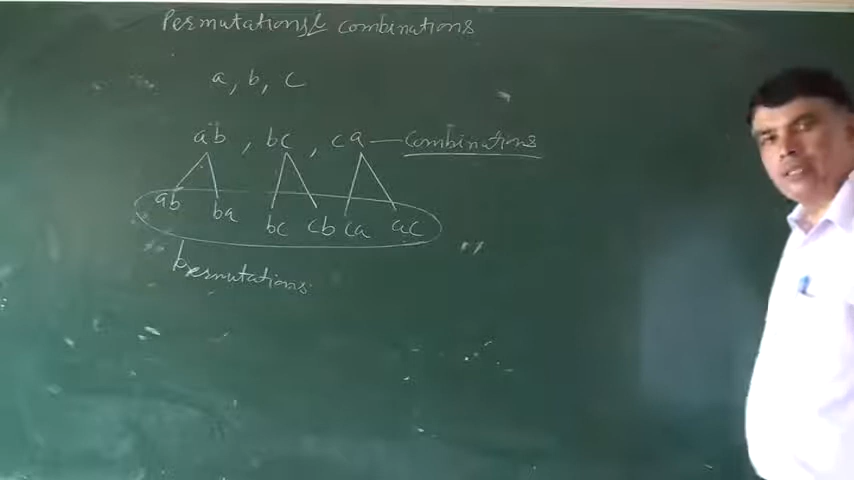 Permutations & combinations
a, b, c
ab, bc, ca — Combinations
ab ba bc cb ca ac
permutations